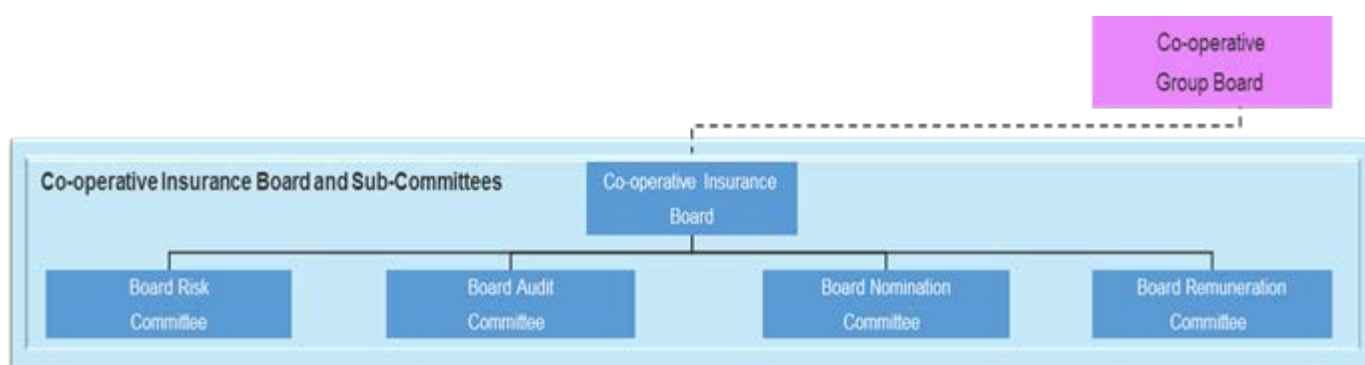 Co-operative
Group Board
Co-operative Insurance Board and Sub-Committees
Co-operative Insurance
Board
Board Risk
Committee
Board Audit
Committee
Board Nomination
Committee
Board Remuneration
Committee